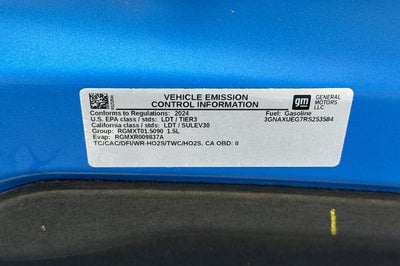 VEHICLE EMISSION
CONTROL INFORMATION
gm
GENERAL
MOTORS
LLC
Conforms to Regulations: 2024
Fuel: Gasoline
U.S. EPA class / stds: LDT / TIER3
3GNAXUEG7RS253584
California class / stds: LDT / SULEV30
Group: RGMXT01.5090 1.5L
Evap: RGMXR009837A
TC/CAC/DFI/WR-HO2S/TWC/HO2S, CA OBD: II